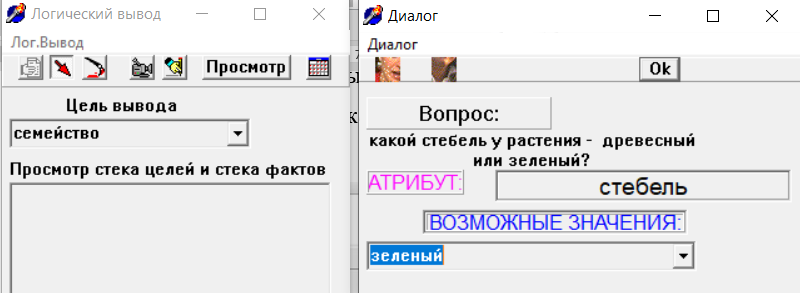 Логический вывод
Лог.Вывод
Просмотр
Цель вывода
семейство
Просмотр стека целей и стека фактов
Диалог
Диалог
Ok
Вопрос:
какой стебель у растения - древесный
или зеленый?
АТРИБУТ:
стебель
ВОЗМОЖНЫЕ ЗНАЧЕНИЯ:
зеленый